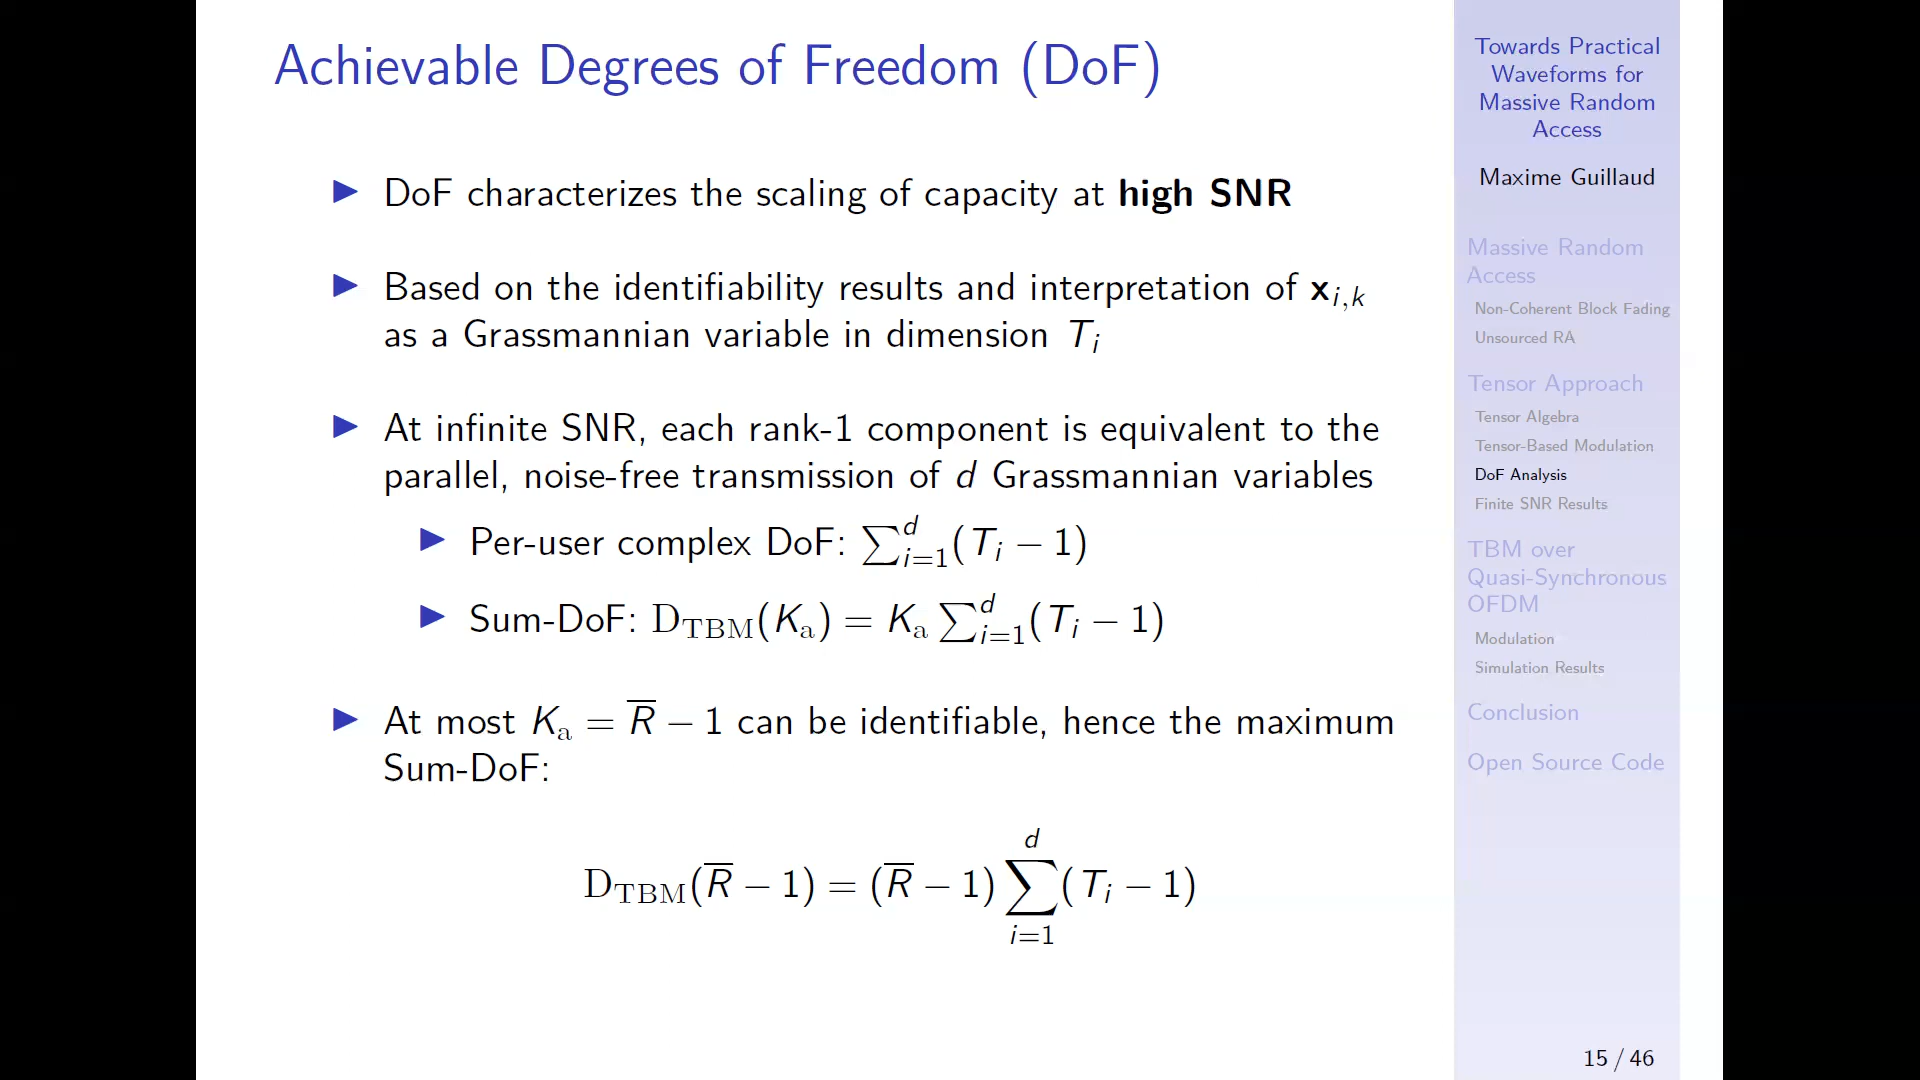 Achievable Degrees of Freedom (DoF)
▶ DoF characterizes the scaling of capacity at high SNR
▶ Based on the identifiability results and interpretation of x_{i,k}
as a Grassmannian variable in dimension T_i
▶ At infinite SNR, each rank-1 component is equivalent to the
parallel, noise-free transmission of d Grassmannian variables
▶ Per-user complex DoF: ∑_{i=1}^{d}(T_i − 1)
▶ Sum-DoF: D_{TBM}(K_a) = K_a ∑_{i=1}^{d}(T_i − 1)
▶ At most K_a = R̅ − 1 can be identifiable, hence the maximum
Sum-DoF:
D_{TBM}(R̅ − 1) = (R̅ − 1) ∑_{i=1}^{d}(T_i − 1)
Towards Practical
Waveforms for
Massive Random
Access
Maxime Guillaud
Massive Random
Access
Non-Coherent Block Fading
Unsourced RA
Tensor Approach
Tensor Algebra
Tensor-Based Modulation
DoF Analysis
Finite SNR Results
TBM over
Quasi-Synchronous
OFDM
Modulation
Simulation Results
Conclusion
Open Source Code
15 / 46